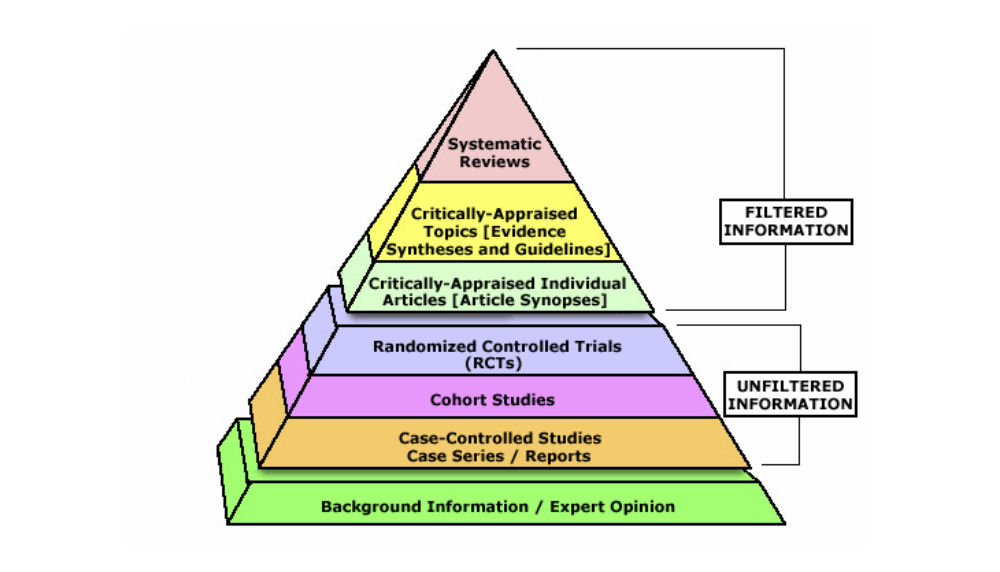 Systematic
Reviews
Critically-Appraised
Topics [Evidence
Syntheses and Guidelines]
FILTERED
INFORMATION
Critically-Appraised Individual
Articles [Article Synopses]
Randomized Controlled Trials
(RCTs)
Cohort Studies
UNFILTERED
INFORMATION
Case-Controlled Studies
Case Series / Reports
Background Information / Expert Opinion